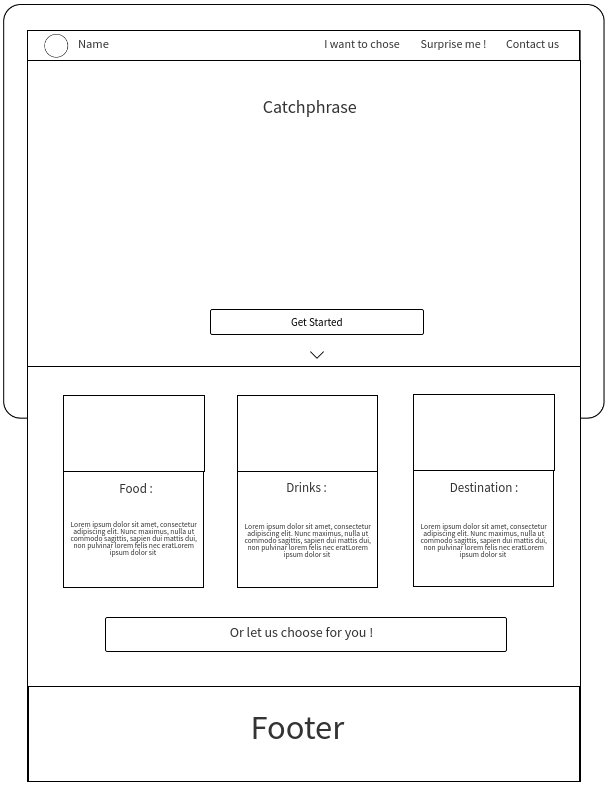 Name
I want to chose
Surprise me !
Contact us
Catchphrase
Get Started
Food :
Lorem ipsum dolor sit amet, consectetur
adipiscing elit. Nunc maximus, nulla ut
commodo sagittis, sapien dui mattis dui,
non pulvinar lorem felis nec eratLorem
ipsum dolor sit
Drinks :
Lorem ipsum dolor sit amet, consectetur
adipiscing elit. Nunc maximus, nulla ut
commodo sagittis, sapien dui mattis dui,
non pulvinar lorem felis nec eratLorem
ipsum dolor sit
Destination :
Lorem ipsum dolor sit amet, consectetur
adipiscing elit. Nunc maximus, nulla ut
commodo sagittis, sapien dui mattis dui,
non pulvinar lorem felis nec eratLorem
ipsum dolor sit
Or let us choose for you !
Footer